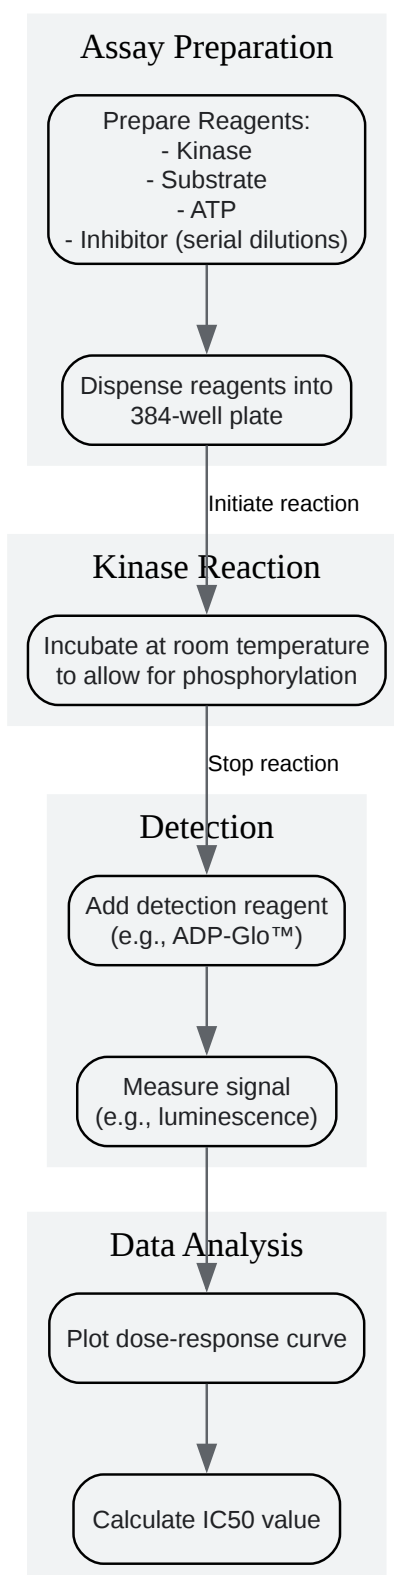 Assay Preparation
Prepare Reagents:
- Kinase
- Substrate
- ATP
- Inhibitor (serial dilutions)
Dispense reagents into
384-well plate
Initiate reaction
Kinase Reaction
Incubate at room temperature
to allow for phosphorylation
Stop reaction
Detection
Add detection reagent
(e.g., ADP-Glo™)
Measure signal
(e.g., luminescence)
Data Analysis
Plot dose-response curve
Calculate IC50 value